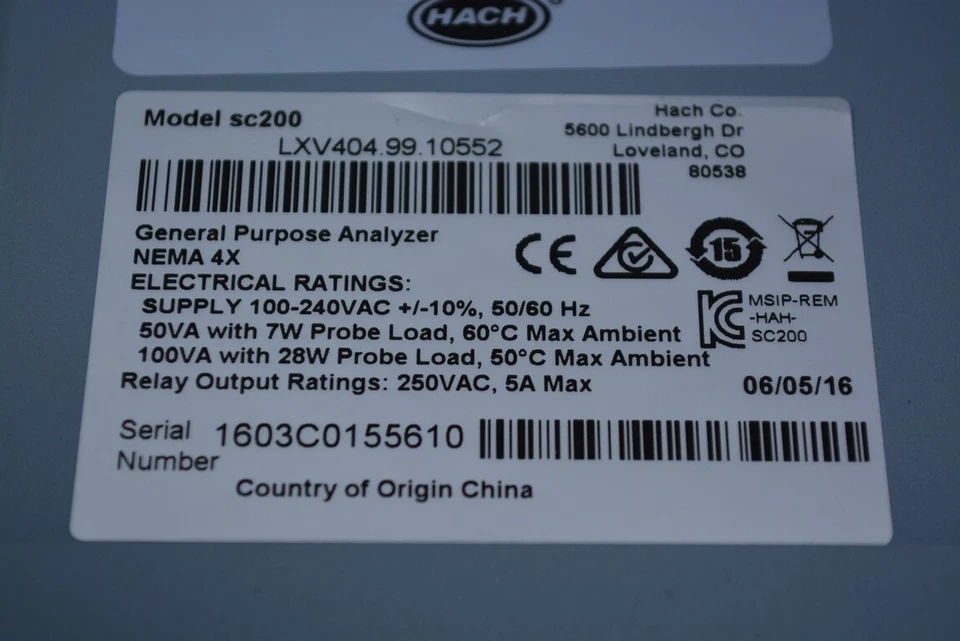 HACH
®
Model sc200
LXV404.99.10552
Hach Co.
5600 Lindbergh Dr
Loveland, CO
80538
General Purpose Analyzer
NEMA 4X
ELECTRICAL RATINGS:
SUPPLY 100-240VAC +/-10%, 50/60 Hz
50VA with 7W Probe Load, 60°C Max Ambient
100VA with 28W Probe Load, 50°C Max Ambient
Relay Output Ratings: 250VAC, 5A Max
CE
15
MSIP-REM
-HAH-
SC200
06/05/16
Serial
Number
1603C0155610
Country of Origin China